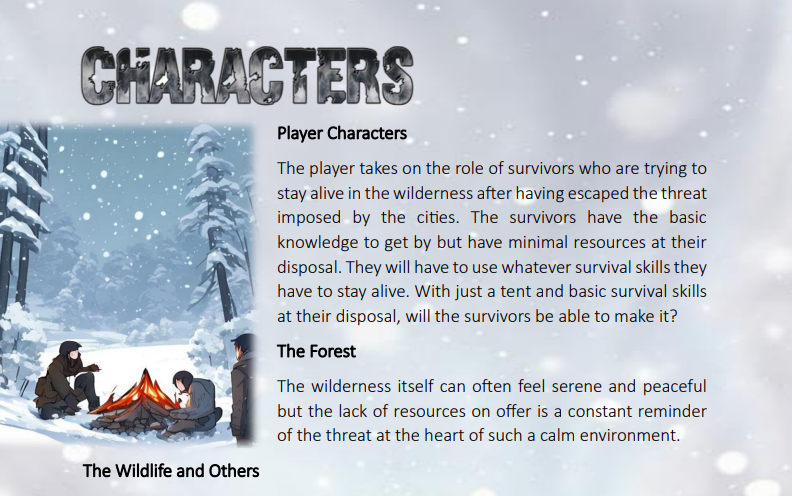 CHARACTERS
Player Characters
The player takes on the role of survivors who are trying to
stay alive in the wilderness after having escaped the threat
imposed by the cities. The survivors have the basic
knowledge to get by but have minimal resources at their
disposal. They will have to use whatever survival skills they
have to stay alive. With just a tent and basic survival skills
at their disposal, will the survivors be able to make it?
The Forest
The wilderness itself can often feel serene and peaceful
but the lack of resources on offer is a constant reminder
of the threat at the heart of such a calm environment.
The Wildlife and Others